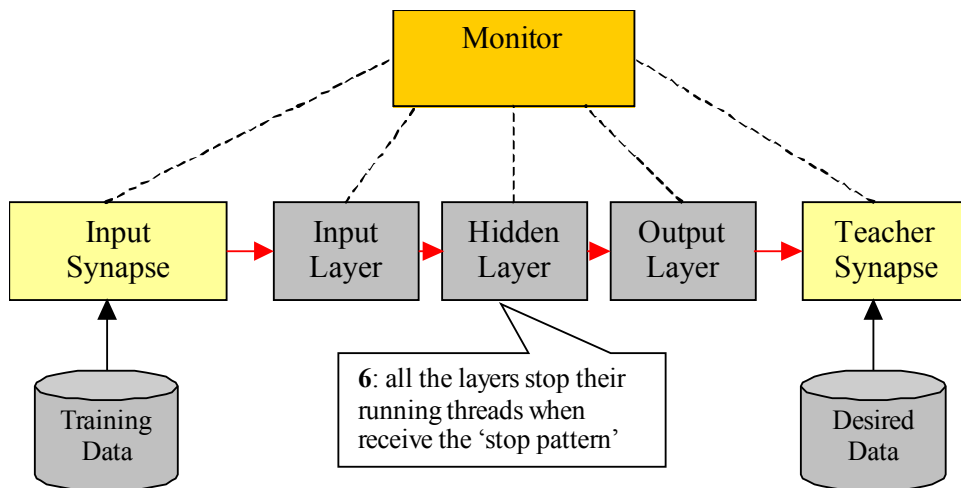 Monitor
Input
Synapse
Input
Layer
Hidden
Layer
Output
Layer
Teacher
Synapse
6: all the layers stop their
running threads when
receive the ‘stop pattern’
Training
Data
Desired
Data